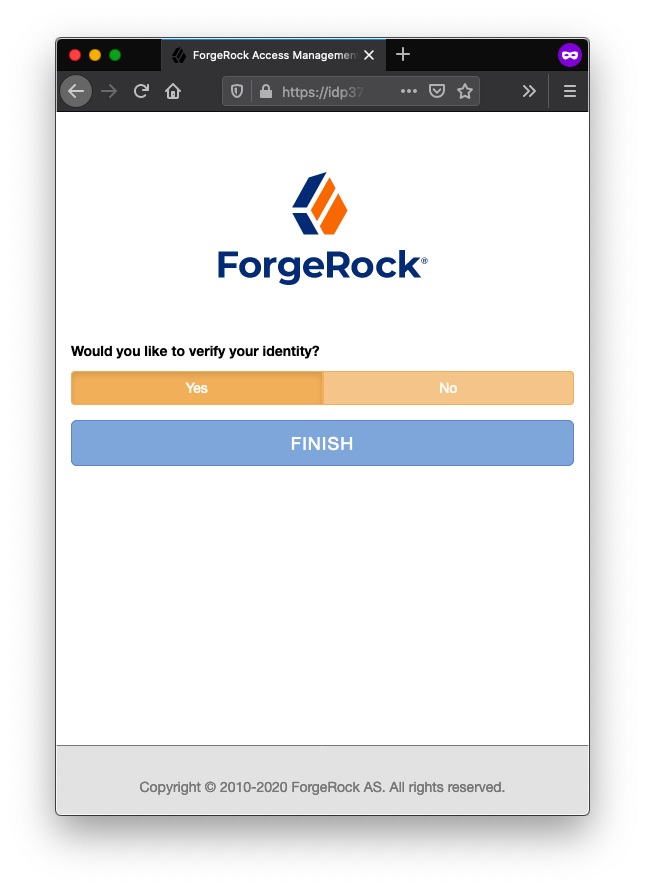 ForgeRock Access Management
https://idp37
ForgeRock®
Would you like to verify your identity?
Yes No
FINISH
Copyright © 2010-2020 ForgeRock AS. All rights reserved.